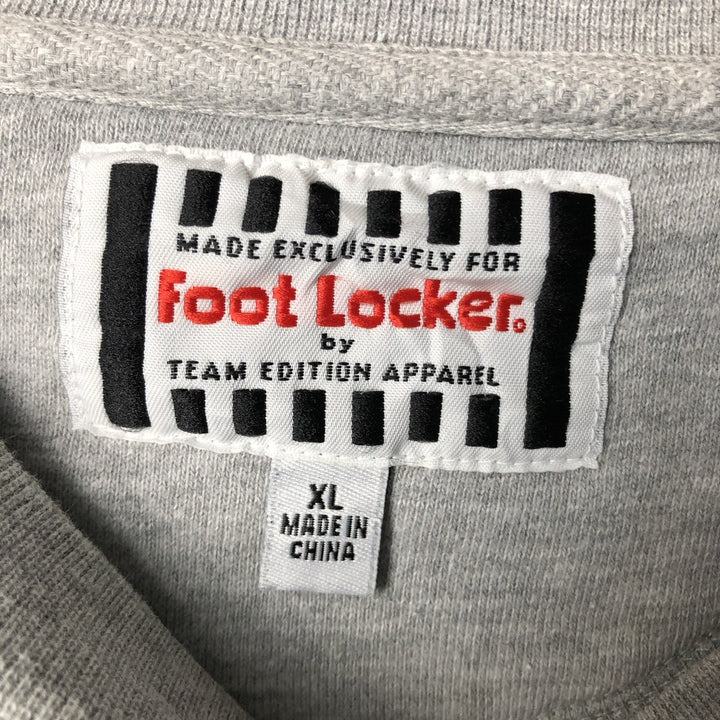 MADE EXCLUSIVELY FOR
Foot Locker®
by
TEAM EDITION APPAREL
XL
MADE IN
CHINA